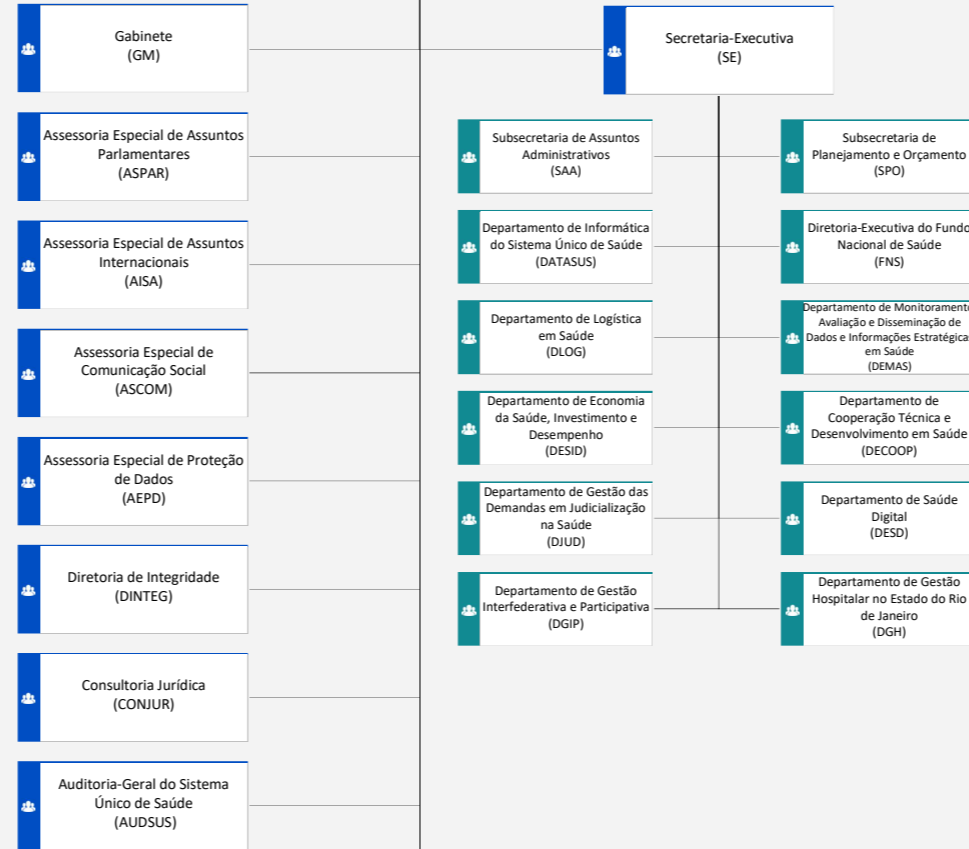 Gabinete
(GM)
Assessoria Especial de Assuntos
Parlamentares
(ASPAR)
Assessoria Especial de Assuntos
Internacionais
(AISA)
Assessoria Especial de
Comunicação Social
(ASCOM)
Assessoria Especial de Proteção
de Dados
(AEPD)
Diretoria de Integridade
(DINTEG)
Consultoria Jurídica
(CONJUR)
Auditoria-Geral do Sistema
Único de Saúde
(AUDSUS)
Secretaria-Executiva
(SE)
Subsecretaria de Assuntos
Administrativos
(SAA)
Departamento de Informática
do Sistema Único de Saúde
(DATASUS)
Departamento de Logística
em Saúde
(DLOG)
Departamento de Economia
da Saúde, Investimento e
Desempenho
(DESID)
Departamento de Gestão das
Demandas em Judicialização
na Saúde
(DJUD)
Departamento de Gestão
Interfederativa e Participativa
(DGIP)
Subsecretaria de
Planejamento e Orçamento
(SPO)
Diretoria-Executiva do Fundo
Nacional de Saúde
(FNS)
Departamento de Monitoramento
Avaliação e Disseminação de
Dados e Informações Estratégicas
em Saúde
(DEMAS)
Departamento de
Cooperação Técnica e
Desenvolvimento em Saúde
(DECOOP)
Departamento de Saúde
Digital
(DESD)
Departamento de Gestão
Hospitalar no Estado do Rio
de Janeiro
(DGH)